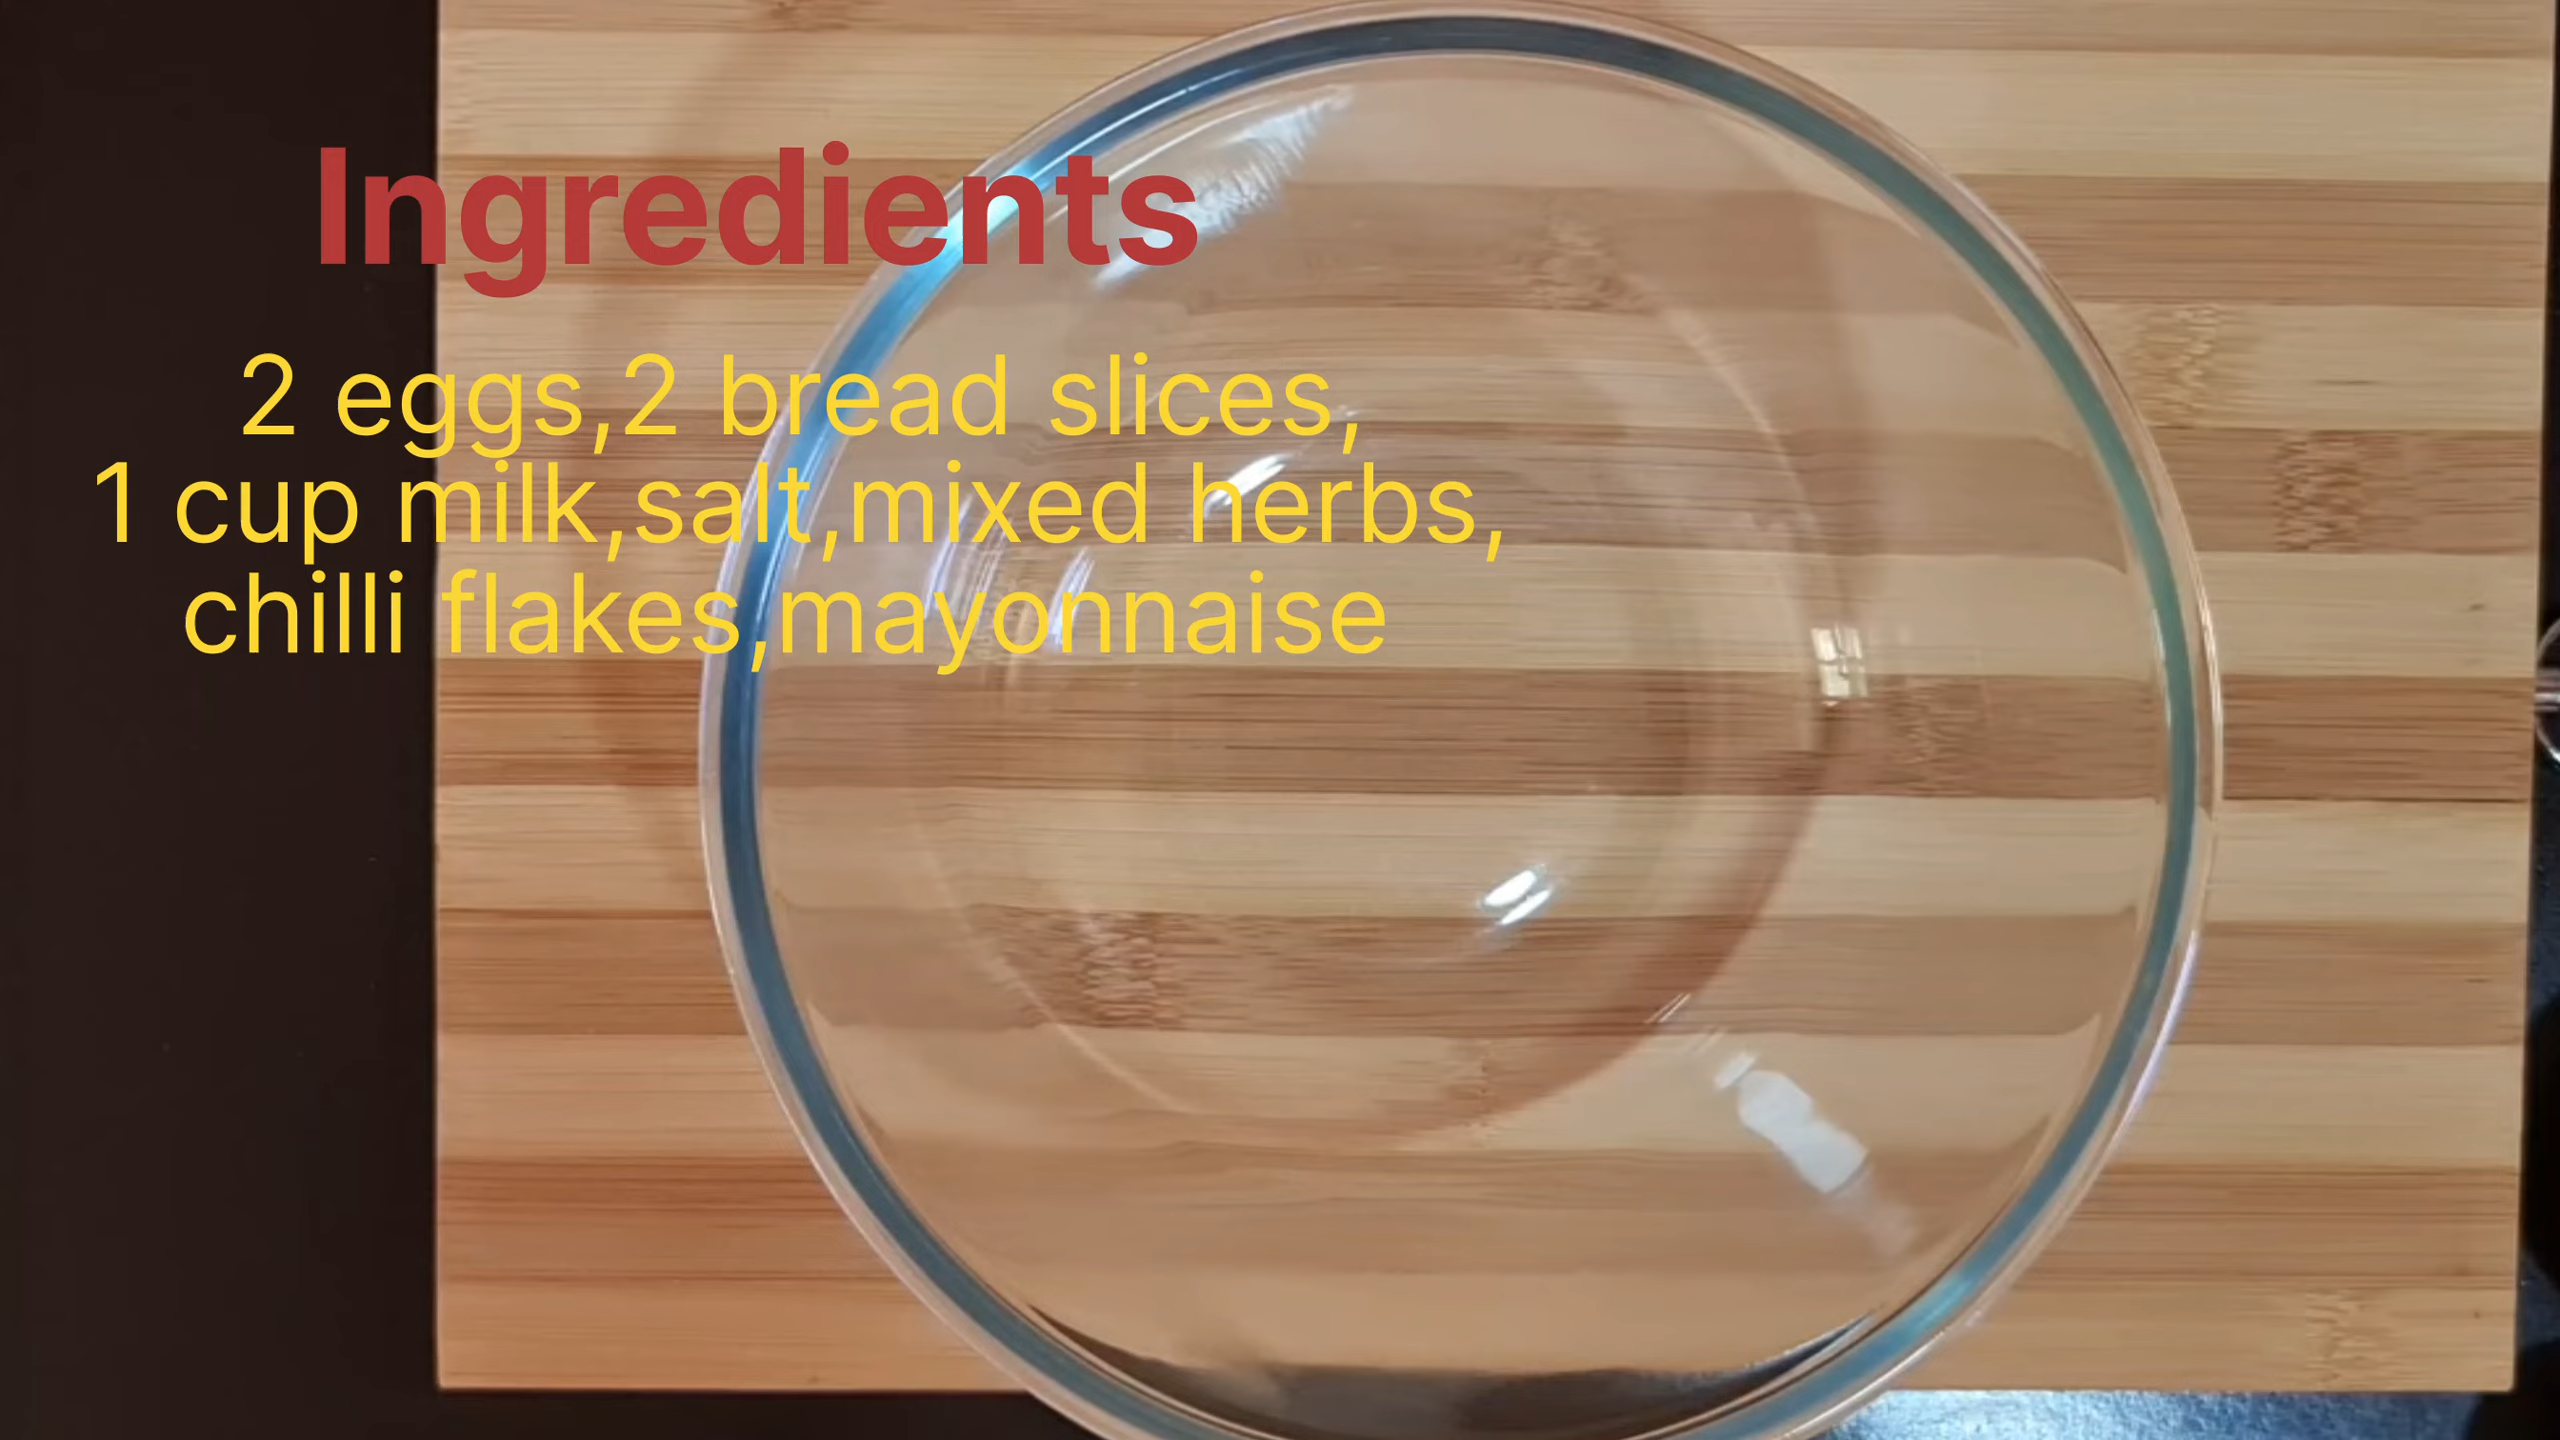 Ingredients
2 eggs,2 bread slices,
1 cup milk,salt,mixed herbs,
chilli flakes,mayonnaise